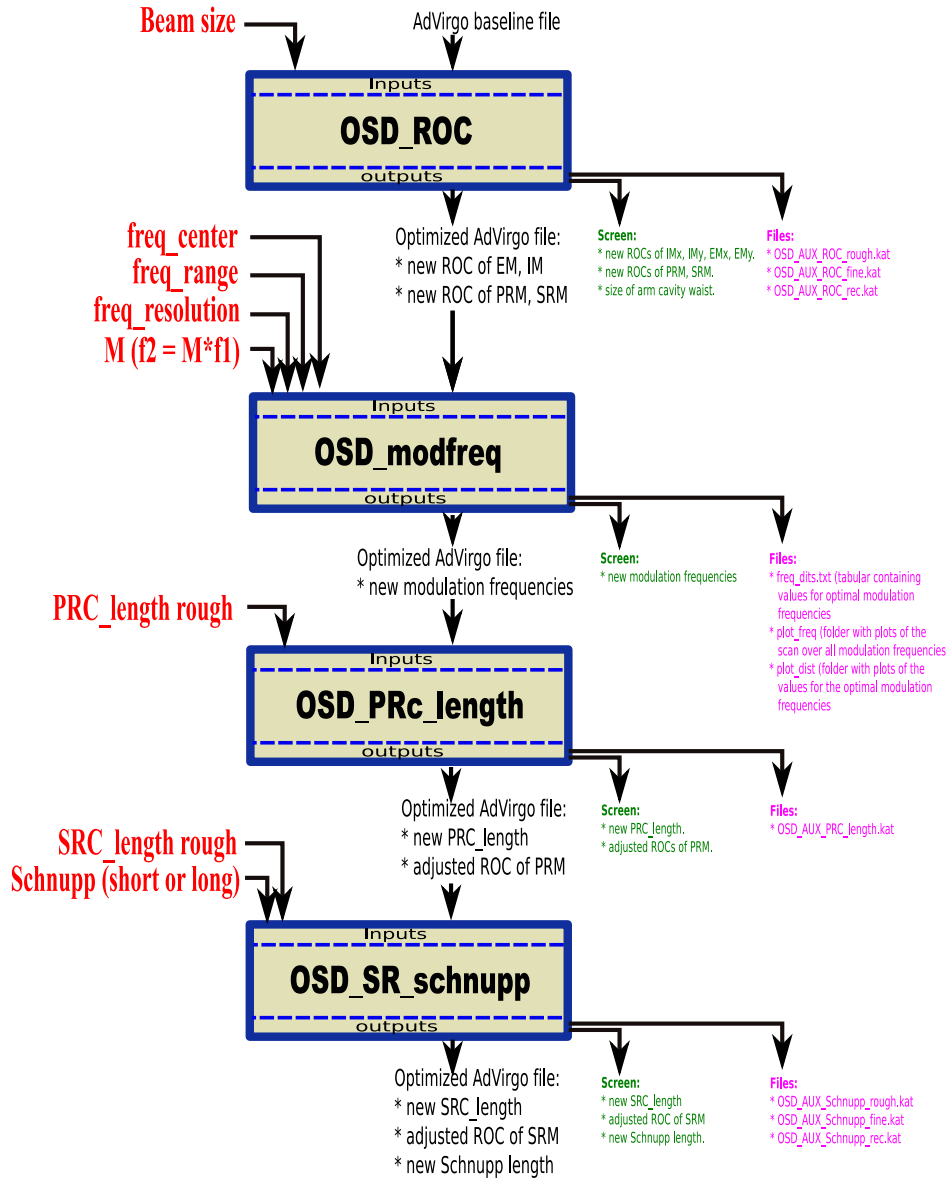 Beam size
AdVirgo baseline file
Inputs
OSD_ROC
outputs
Optimized AdVirgo file:
* new ROC of EM, IM
* new ROC of PRM, SRM
Screen:
* new ROCs of IMx, IMy, EMx, EMy.
* new ROCs of PRM, SRM.
* size of arm cavity waist.
Files:
* OSD_AUX_ROC_rough.kat
* OSD_AUX_ROC_fine.kat
* OSD_AUX_ROC_rec.kat
freq_center
freq_range
freq_resolution
M (f2 = M*f1)
Inputs
OSD_modfreq
outputs
Optimized AdVirgo file:
* new modulation frequencies
Screen:
* new modulation frequencies
Files:
* freq_dits.txt (tabular containing
values for optimal modulation
frequencies
* plot_freq (folder with plots of the
scan over all modulation frequencies
* plot_dist (folder with plots of the
values for the optimal modulation
frequencies
PRC_length rough
Inputs
OSD_PRc_length
outputs
Optimized AdVirgo file:
* new PRC_length
* adjusted ROC of PRM
Screen:
* new PRC_length.
* adjusted ROCs of PRM.
Files:
* OSD_AUX_PRC_length.kat
SRC_length rough
Schnupp (short or long)
Inputs
OSD_SR_schnupp
outputs
Optimized AdVirgo file:
* new SRC_length
* adjusted ROC of SRM
* new Schnupp length
Screen:
* new SRC_length
* adjusted ROC of SRM
* new Schnupp length.
Files:
* OSD_AUX_Schnupp_rough.kat
* OSD_AUX_Schnupp_fine.kat
* OSD_AUX_Schnupp_rec.kat